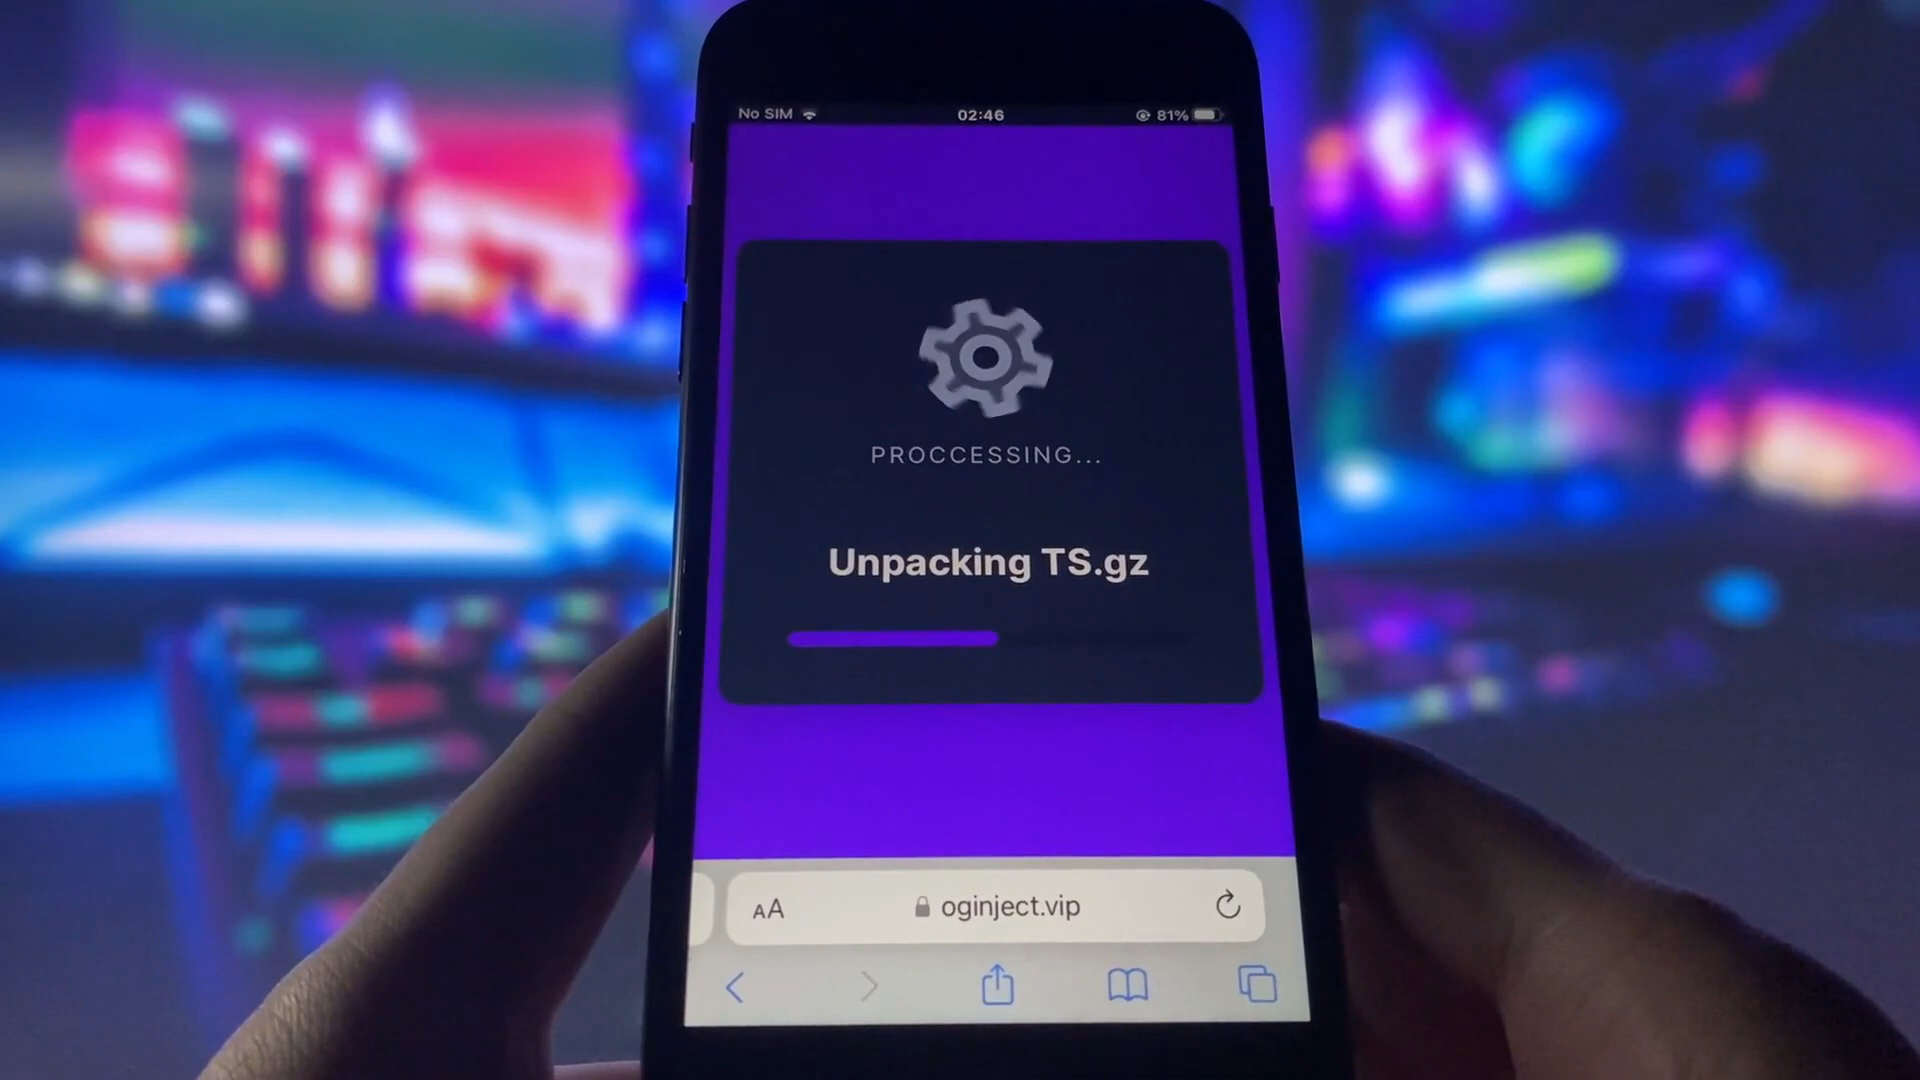 No SIM 02:46 81%
PROCCESSING...
Unpacking TS.gz
AA oginject.vip